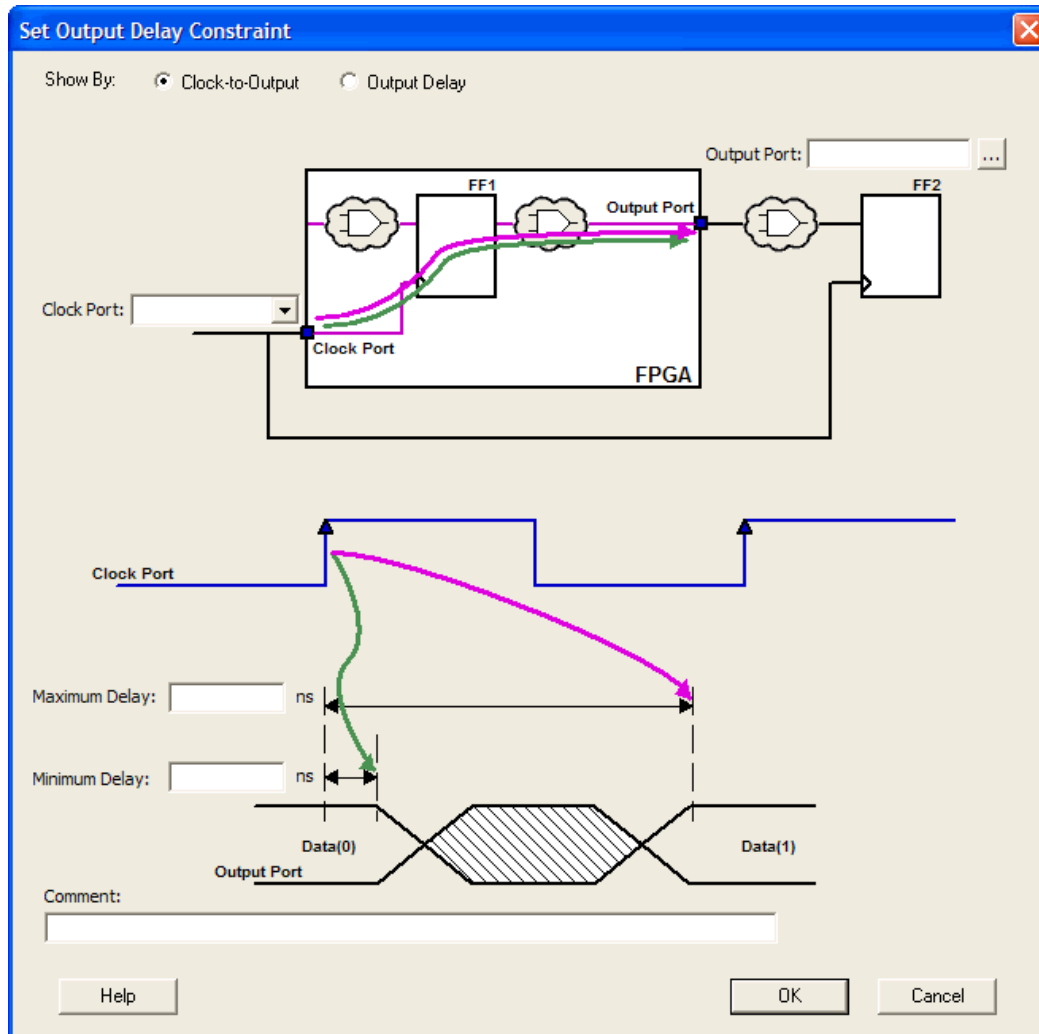 Set Output Delay Constraint
Show By: Clock-to-Output Output Delay
Output Port: ...
FF1 FF2
Output Port
Clock Port:
Clock Port
FPGA
Clock Port
Maximum Delay: ns
Minimum Delay: ns
Data(0) Data(1)
Output Port
Comment:
Help OK Cancel